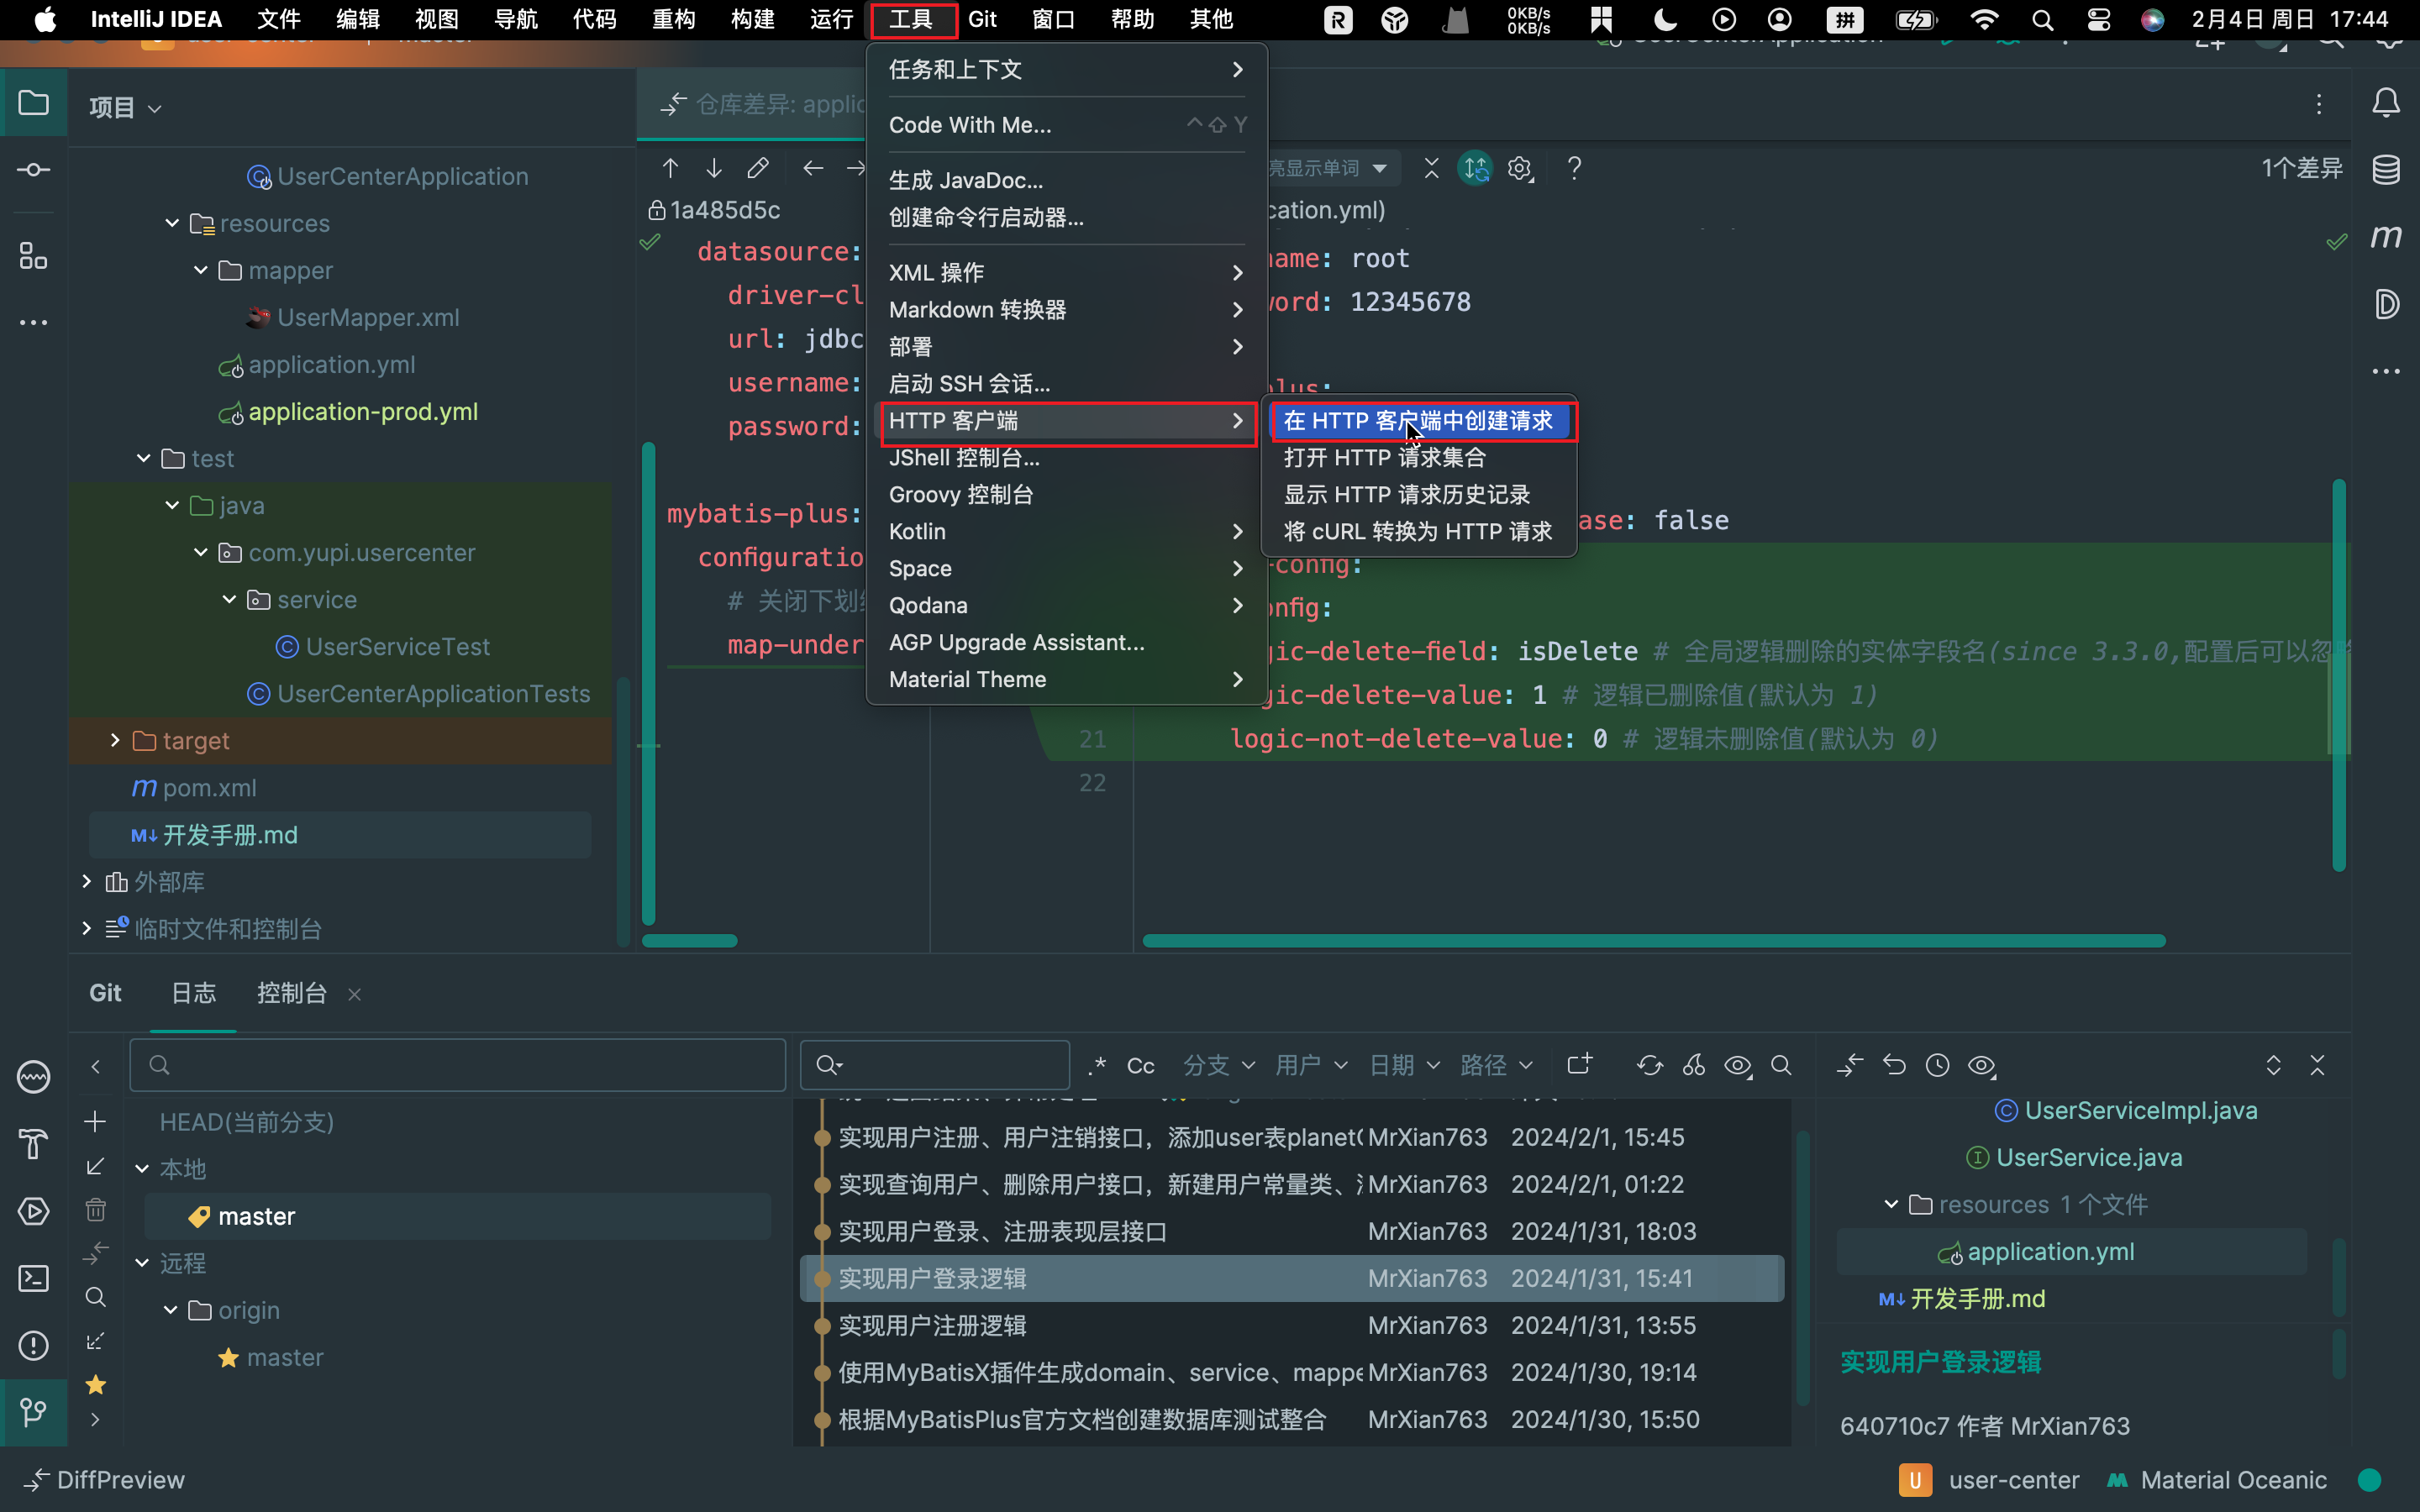 IntelliJ IDEA 文件 编辑 视图 导航 代码 重构 构建 运行 工具 Git 窗口 帮助 其他 0KB/s 0KB/s 拼 2月4日 周日 17:44
项目
UserCenterApplication
resources
mapper
UserMapper.xml
application.yml
application-prod.yml
test
java
com.yupi.usercenter
service
UserServiceTest
UserCenterApplicationTests
target
pom.xml
开发手册.md
外部库
临时文件和控制台
仓库差异: applic
1a485d5c
datasource:
driver-cl
url: jdbc
username:
password:
mybatis-plus:
configuratio
# 关闭下划
map-under
任务和上下文
Code With Me... ^⇧Y
生成 JavaDoc...
创建命令行启动器...
XML 操作
Markdown 转换器
部署
启动 SSH 会话...
HTTP 客户端
JShell 控制台...
Groovy 控制台
Kotlin
Space
Qodana
AGP Upgrade Assistant...
Material Theme
在 HTTP 客户端中创建请求
打开 HTTP 请求集合
显示 HTTP 请求历史记录
将 cURL 转换为 HTTP 请求
亮显示单词 ? 1个差异
cation.yml)
name: root
word: 12345678
plus:
ase: false
-config:
onfig:
gic-delete-field: isDelete # 全局逻辑删除的实体字段名(since 3.3.0,配置后可以忽
gic-delete-value: 1 # 逻辑已删除值(默认为 1)
21 logic-not-delete-value: 0 # 逻辑未删除值(默认为 0)
22
Git 日志 控制台
.* Cc 分支 用户 日期 路径
HEAD(当前分支)
本地
master
远程
origin
master
实现用户注册、用户注销接口，添加user表planet( MrXian763 2024/2/1, 15:45
实现查询用户、删除用户接口，新建用户常量类、 MrXian763 2024/2/1, 01:22
实现用户登录、注册表现层接口 MrXian763 2024/1/31, 18:03
实现用户登录逻辑 MrXian763 2024/1/31, 15:41
实现用户注册逻辑 MrXian763 2024/1/31, 13:55
使用MyBatisX插件生成domain、service、mappe MrXian763 2024/1/30, 19:14
根据MyBatisPlus官方文档创建数据库测试整合 MrXian763 2024/1/30, 15:50
UserServiceImpl.java
UserService.java
resources 1 个文件
application.yml
开发手册.md
实现用户登录逻辑
640710c7 作者 MrXian763
DiffPreview
U user-center Material Oceanic